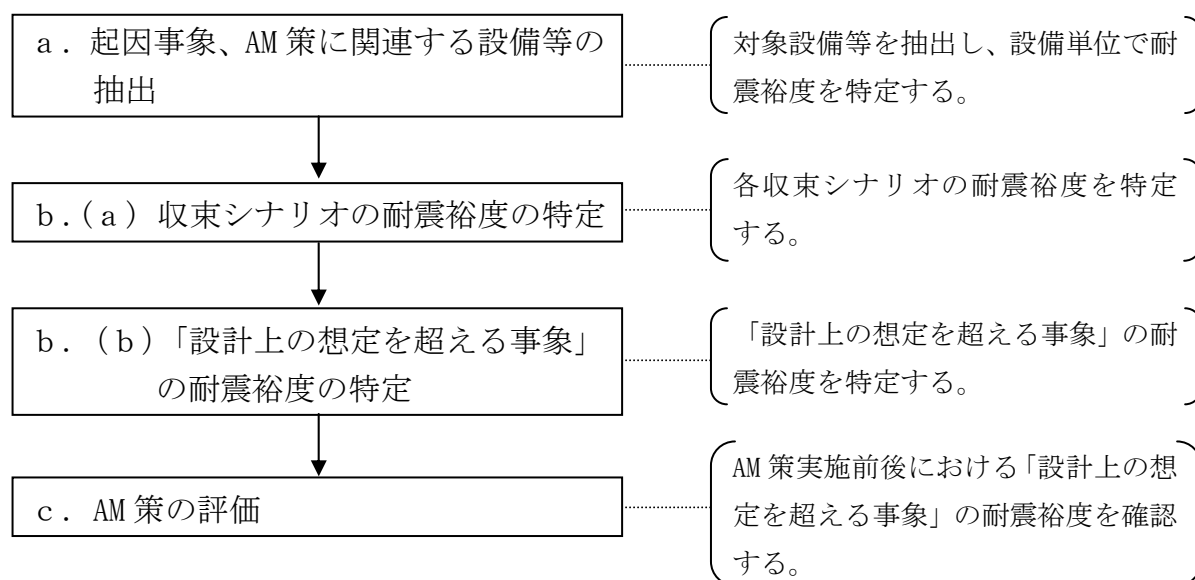 a．起因事象、AM 策に関連する設備等の
抽出
対象設備等を抽出し、設備単位で耐
震裕度を特定する。
b．(a) 収束シナリオの耐震裕度の特定
各収束シナリオの耐震裕度を特定
する。
b．（b）「設計上の想定を超える事象」
の耐震裕度の特定
「設計上の想定を超える事象」の耐
震裕度を特定する。
c．AM 策の評価
AM 策実施前後における「設計上の想
定を超える事象」の耐震裕度を確認
する。